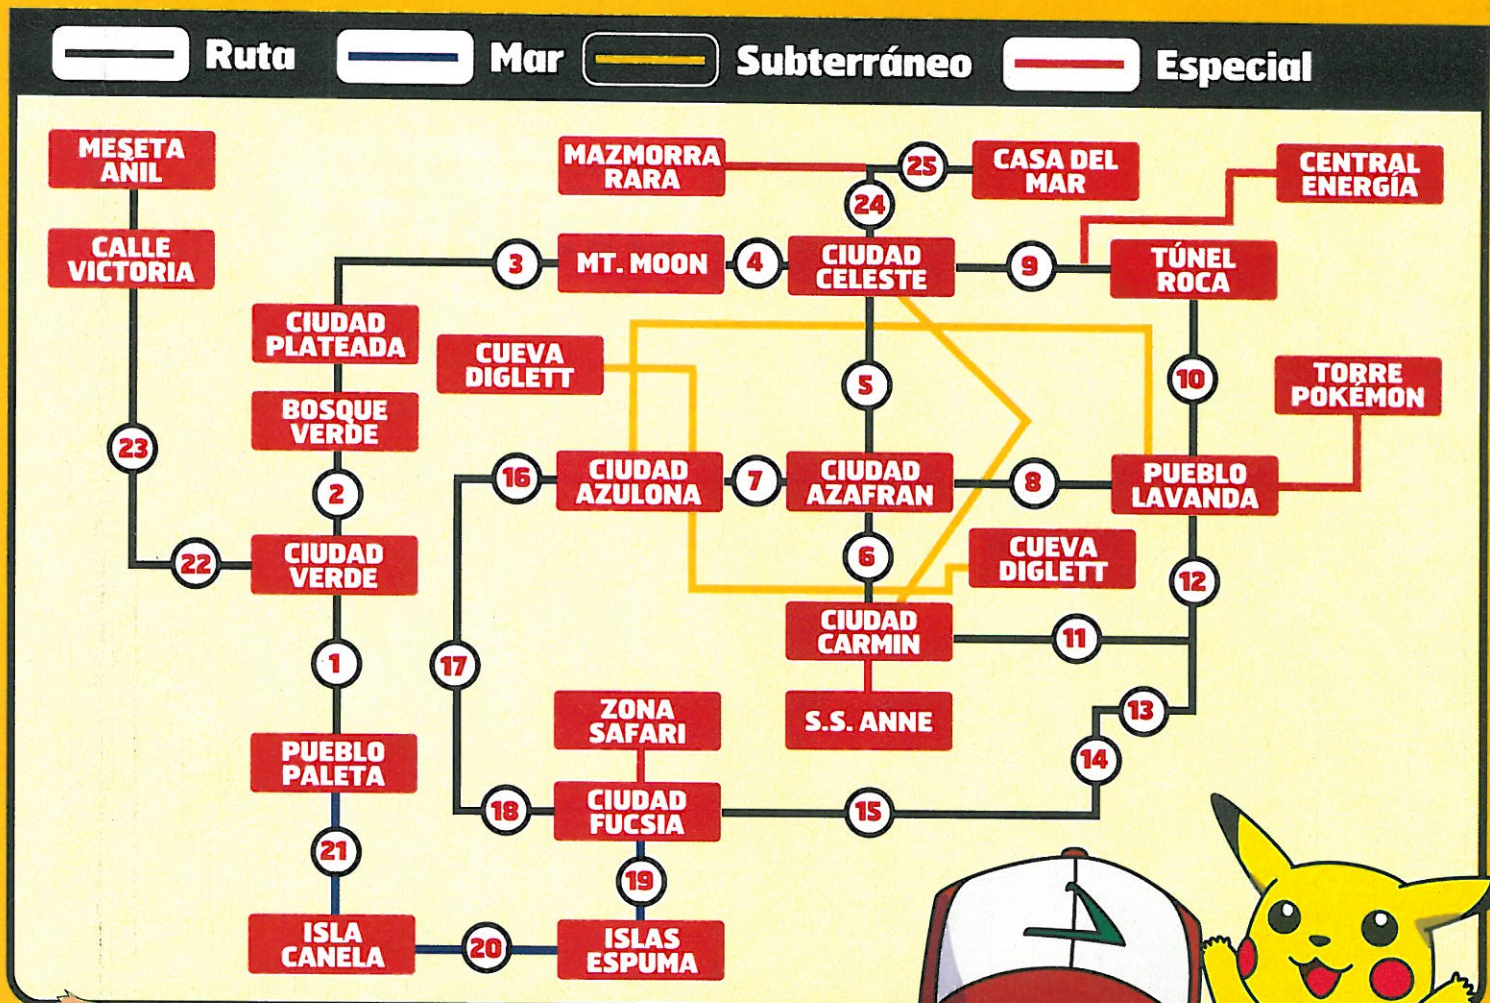 Ruta
Mar
Subterráneo
Especial
MESETA
AÑIL
MAZMORRA
RARA
25
CASA DEL
MAR
CENTRAL
ENERGÍA
24
CALLE
VICTORIA
3
MT. MOON
4
CIUDAD
CELESTE
9
TÚNEL
ROCA
CIUDAD
PLATEADA
CUEVA
DIGLETT
5
10
TORRE
POKÉMON
BOSQUE
VERDE
23
2
16
CIUDAD
AZULONA
7
CIUDAD
AZAFRAN
8
PUEBLO
LAVANDA
22
CIUDAD
VERDE
6
CUEVA
DIGLETT
12
1
17
CIUDAD
CARMIN
11
ZONA
SAFARI
S.S. ANNE
13
PUEBLO
PALETA
14
18
CIUDAD
FUCSIA
15
21
19
ISLA
CANELA
20
ISLAS
ESPUMA